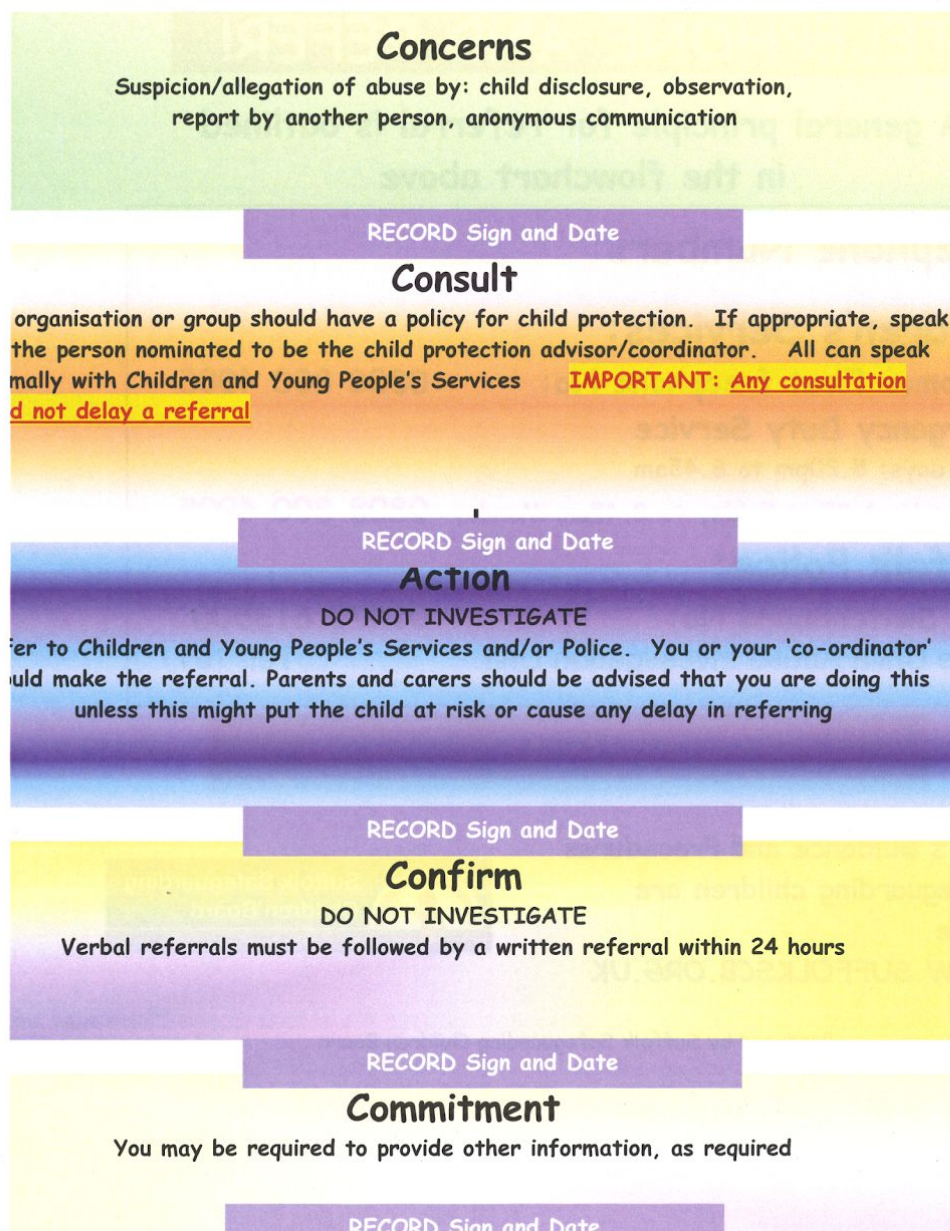 Concerns
Suspicion/allegation of abuse by: child disclosure, observation,
report by another person, anonymous communication
RECORD Sign and Date
Consult
organisation or group should have a policy for child protection. If appropriate, speak
the person nominated to be the child protection advisor/coordinator. All can speak
mally with Children and Young People's Services IMPORTANT: Any consultation
d not delay a referral
RECORD Sign and Date
Action
DO NOT INVESTIGATE
fer to Children and Young People's Services and/or Police. You or your 'co-ordinator'
uld make the referral. Parents and carers should be advised that you are doing this
unless this might put the child at risk or cause any delay in referring
RECORD Sign and Date
Confirm
DO NOT INVESTIGATE
Verbal referrals must be followed by a written referral within 24 hours
RECORD Sign and Date
Commitment
You may be required to provide other information, as required
RECORD Sign and Date